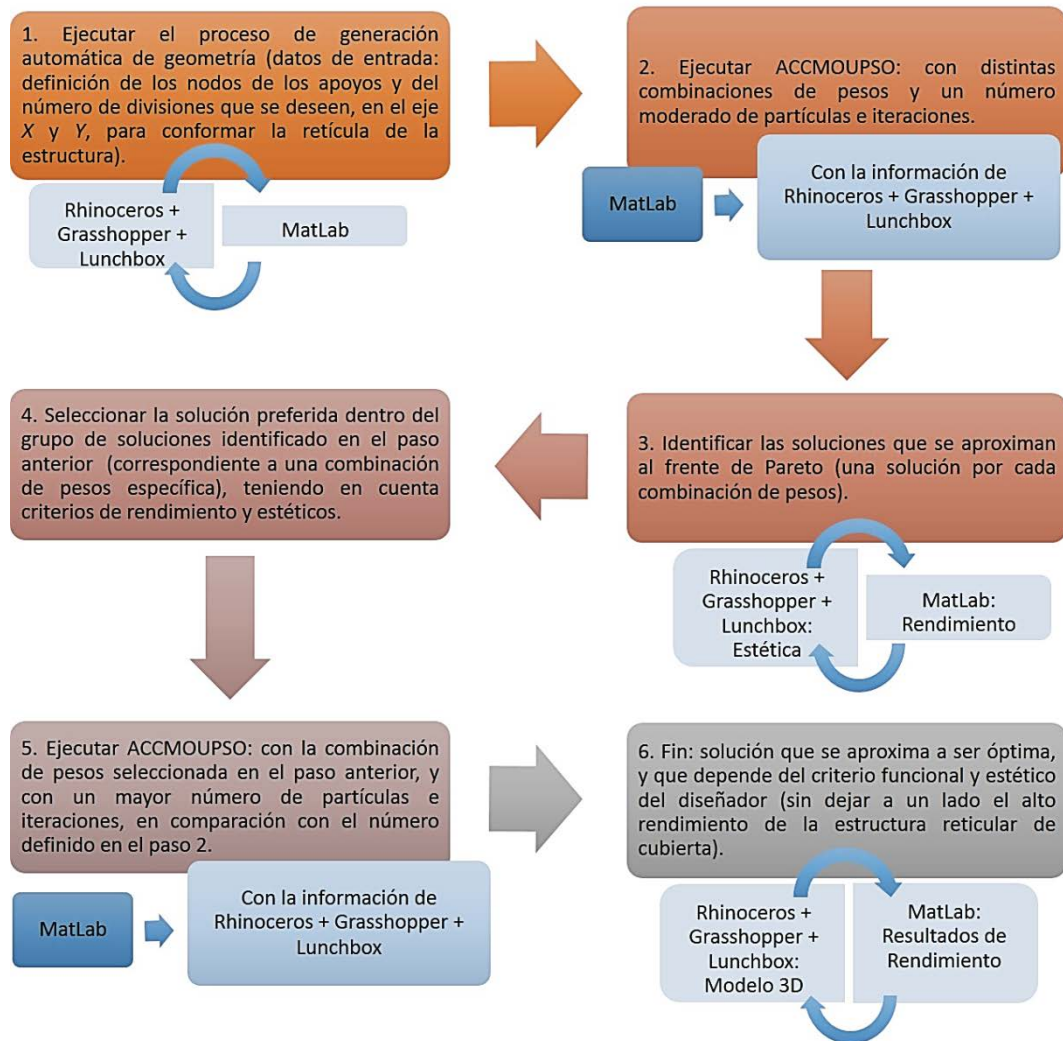 1. Ejecutar el proceso de generación
automática de geometría (datos de entrada:
definición de los nodos de los apoyos y del
número de divisiones que se deseen, en el eje
X y Y, para conformar la retícula de la
estructura).
Rhinoceros +
Grasshopper +
Lunchbox
MatLab
2. Ejecutar ACCMOUPSO: con distintas
combinaciones de pesos y un número
moderado de partículas e iteraciones.
MatLab
Con la información de
Rhinoceros + Grasshopper +
Lunchbox
3. Identificar las soluciones que se aproximan
al frente de Pareto (una solución por cada
combinación de pesos).
Rhinoceros +
Grasshopper +
Lunchbox:
Estética
MatLab:
Rendimiento
4. Seleccionar la solución preferida dentro del
grupo de soluciones identificado en el paso
anterior (correspondiente a una combinación
de pesos específica), teniendo en cuenta
criterios de rendimiento y estéticos.
5. Ejecutar ACCMOUPSO: con la combinación
de pesos seleccionada en el paso anterior, y
con un mayor número de partículas e
iteraciones, en comparación con el número
definido en el paso 2.
MatLab
Con la información de
Rhinoceros + Grasshopper +
Lunchbox
6. Fin: solución que se aproxima a ser óptima,
y que depende del criterio funcional y estético
del diseñador (sin dejar a un lado el alto
rendimiento de la estructura reticular de
cubierta).
Rhinoceros +
Grasshopper +
Lunchbox:
Modelo 3D
MatLab:
Resultados de
Rendimiento